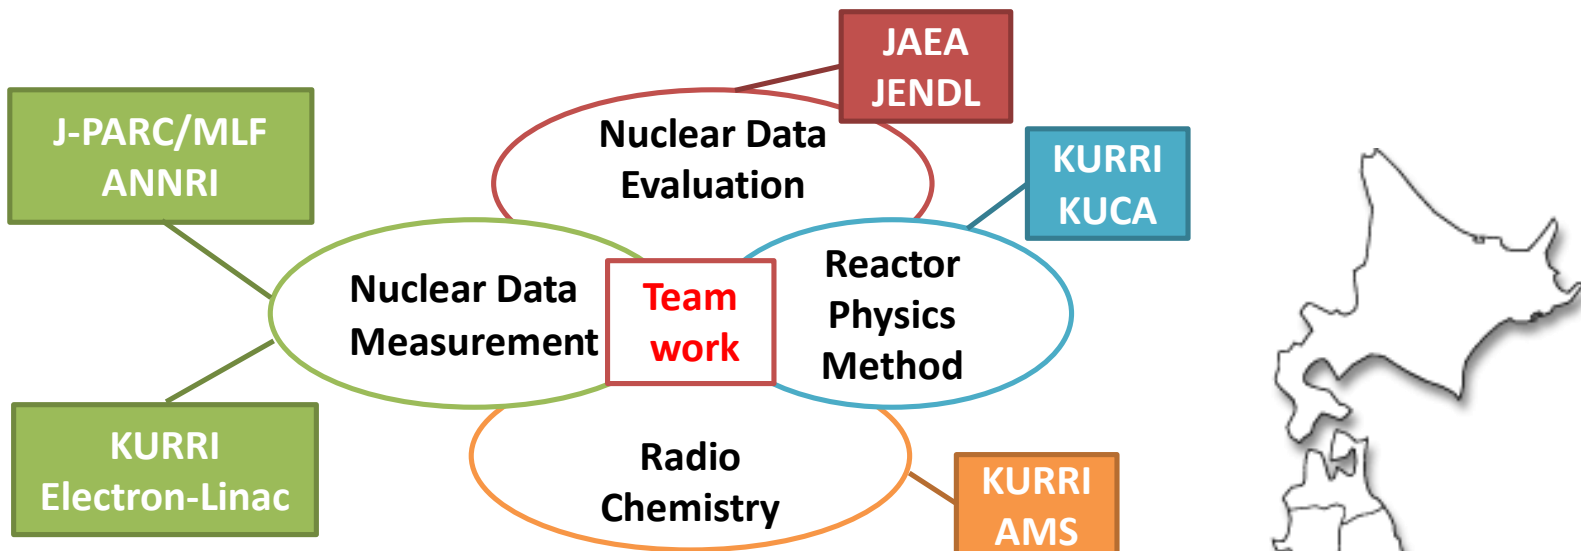 JAEA
JENDL
J-PARC/MLF
ANNRI
Nuclear Data
Evaluation
KURRI
KUCA
Nuclear Data
Measurement
Team
work
Reactor
Physics
Method
KURRI
Electron-Linac
Radio
Chemistry
KURRI
AMS